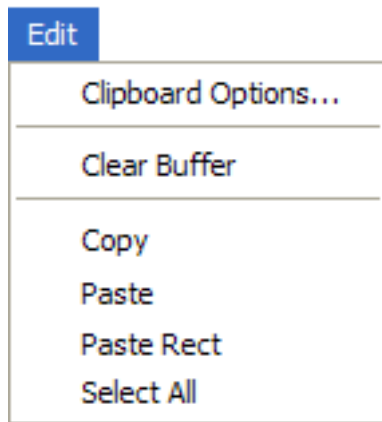 Edit
Clipboard Options...
Clear Buffer
Copy
Paste
Paste Rect
Select All